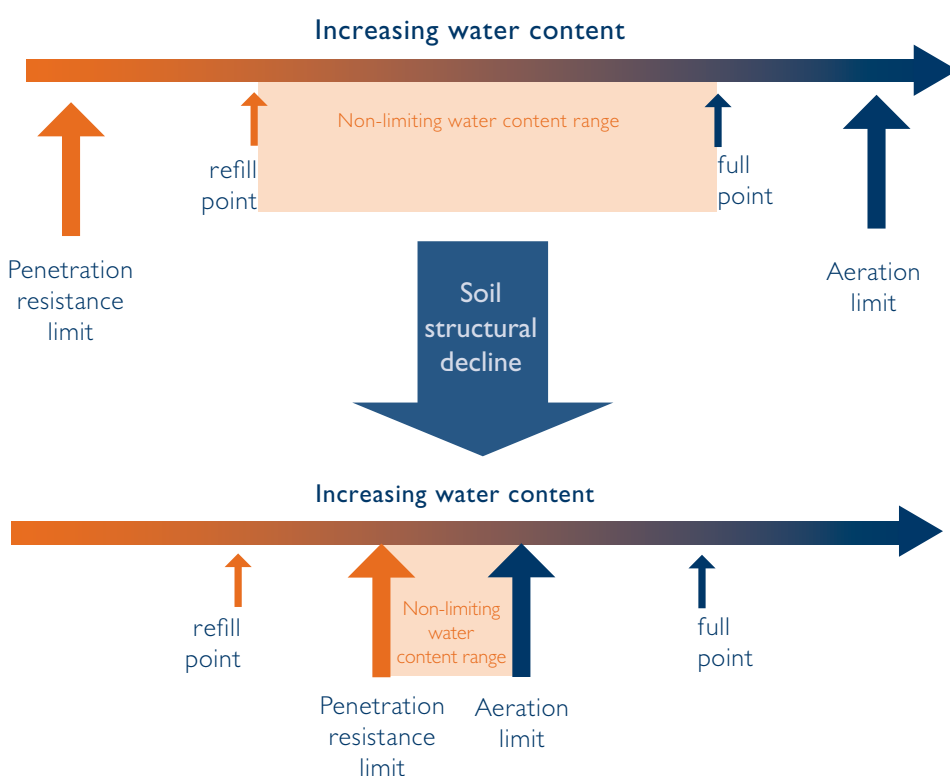 Increasing water content
Non-limiting water content range
refill
point
full
point
Penetration
resistance
limit
Aeration
limit
Soil
structural
decline
Increasing water content
refill
point
Non-limiting
water
content range
full
point
Penetration
resistance
limit
Aeration
limit